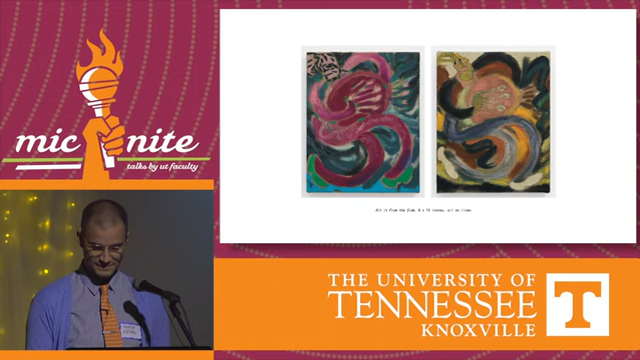 mic nite
talks by ut faculty
THE UNIVERSITY OF
TENNESSEE
KNOXVILLE
T